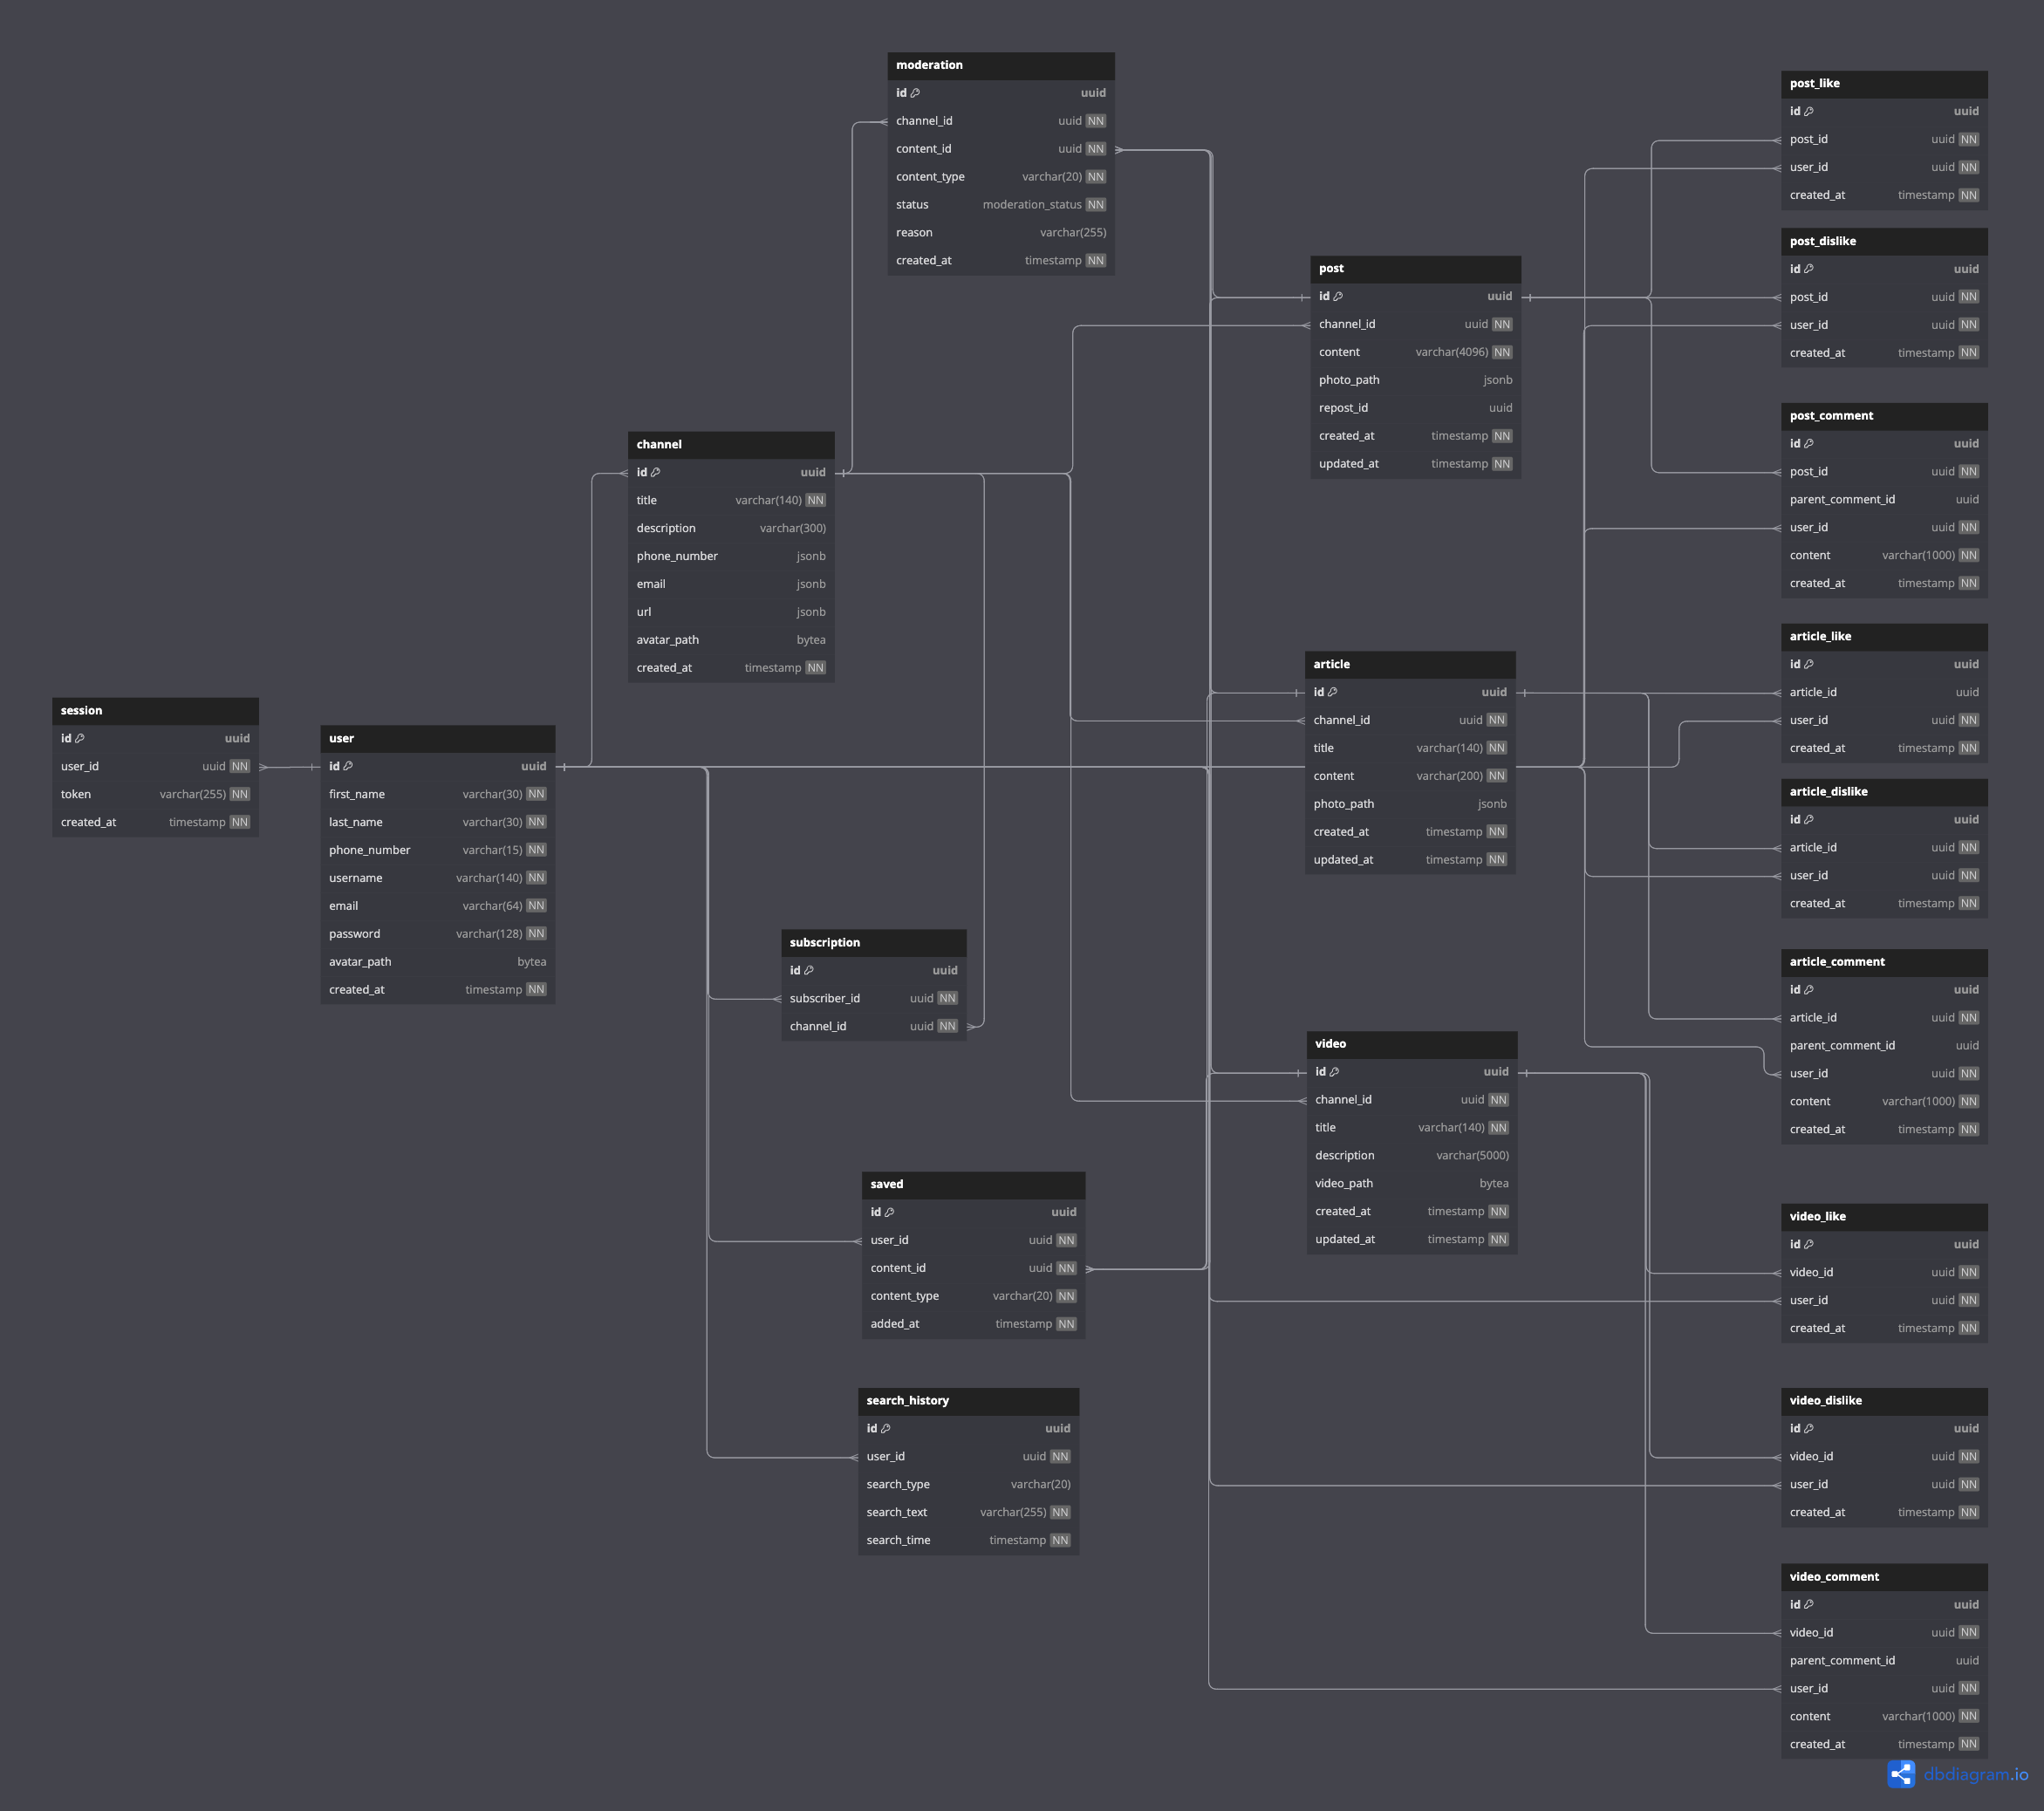 moderation
id uuid
channel_id uuid NN
content_id uuid NN
content_type varchar(20) NN
status moderation_status NN
reason varchar(255)
created_at timestamp NN
post_like
id uuid
post_id uuid NN
user_id uuid NN
created_at timestamp NN
post_dislike
id uuid
post_id uuid NN
user_id uuid NN
created_at timestamp NN
post
id uuid
channel_id uuid NN
content varchar(4096) NN
photo_path jsonb
repost_id uuid
created_at timestamp NN
updated_at timestamp NN
post_comment
id uuid
post_id uuid NN
parent_comment_id uuid
user_id uuid NN
content varchar(1000) NN
created_at timestamp NN
channel
id uuid
title varchar(140) NN
description varchar(300)
phone_number jsonb
email jsonb
url jsonb
avatar_path bytea
created_at timestamp NN
article_like
id uuid
article_id uuid
user_id uuid NN
created_at timestamp NN
article
id uuid
channel_id uuid NN
title varchar(140) NN
content varchar(200) NN
photo_path jsonb
created_at timestamp NN
updated_at timestamp NN
session
id uuid
user_id uuid NN
token varchar(255) NN
created_at timestamp NN
user
id uuid
first_name varchar(30) NN
last_name varchar(30) NN
phone_number varchar(15) NN
username varchar(140) NN
email varchar(64) NN
password varchar(128) NN
avatar_path bytea
created_at timestamp NN
article_dislike
id uuid
article_id uuid NN
user_id uuid NN
created_at timestamp NN
subscription
id uuid
subscriber_id uuid NN
channel_id uuid NN
article_comment
id uuid
article_id uuid NN
parent_comment_id uuid
user_id uuid NN
content varchar(1000) NN
created_at timestamp NN
video
id uuid
channel_id uuid NN
title varchar(140) NN
description varchar(5000)
video_path bytea
created_at timestamp NN
updated_at timestamp NN
saved
id uuid
user_id uuid NN
content_id uuid NN
content_type varchar(20) NN
added_at timestamp NN
video_like
id uuid
video_id uuid NN
user_id uuid NN
created_at timestamp NN
search_history
id uuid
user_id uuid NN
search_type varchar(20)
search_text varchar(255) NN
search_time timestamp NN
video_dislike
id uuid
video_id uuid NN
user_id uuid NN
created_at timestamp NN
video_comment
id uuid
video_id uuid NN
parent_comment_id uuid
user_id uuid NN
content varchar(1000) NN
created_at timestamp NN
dbdiagram.io